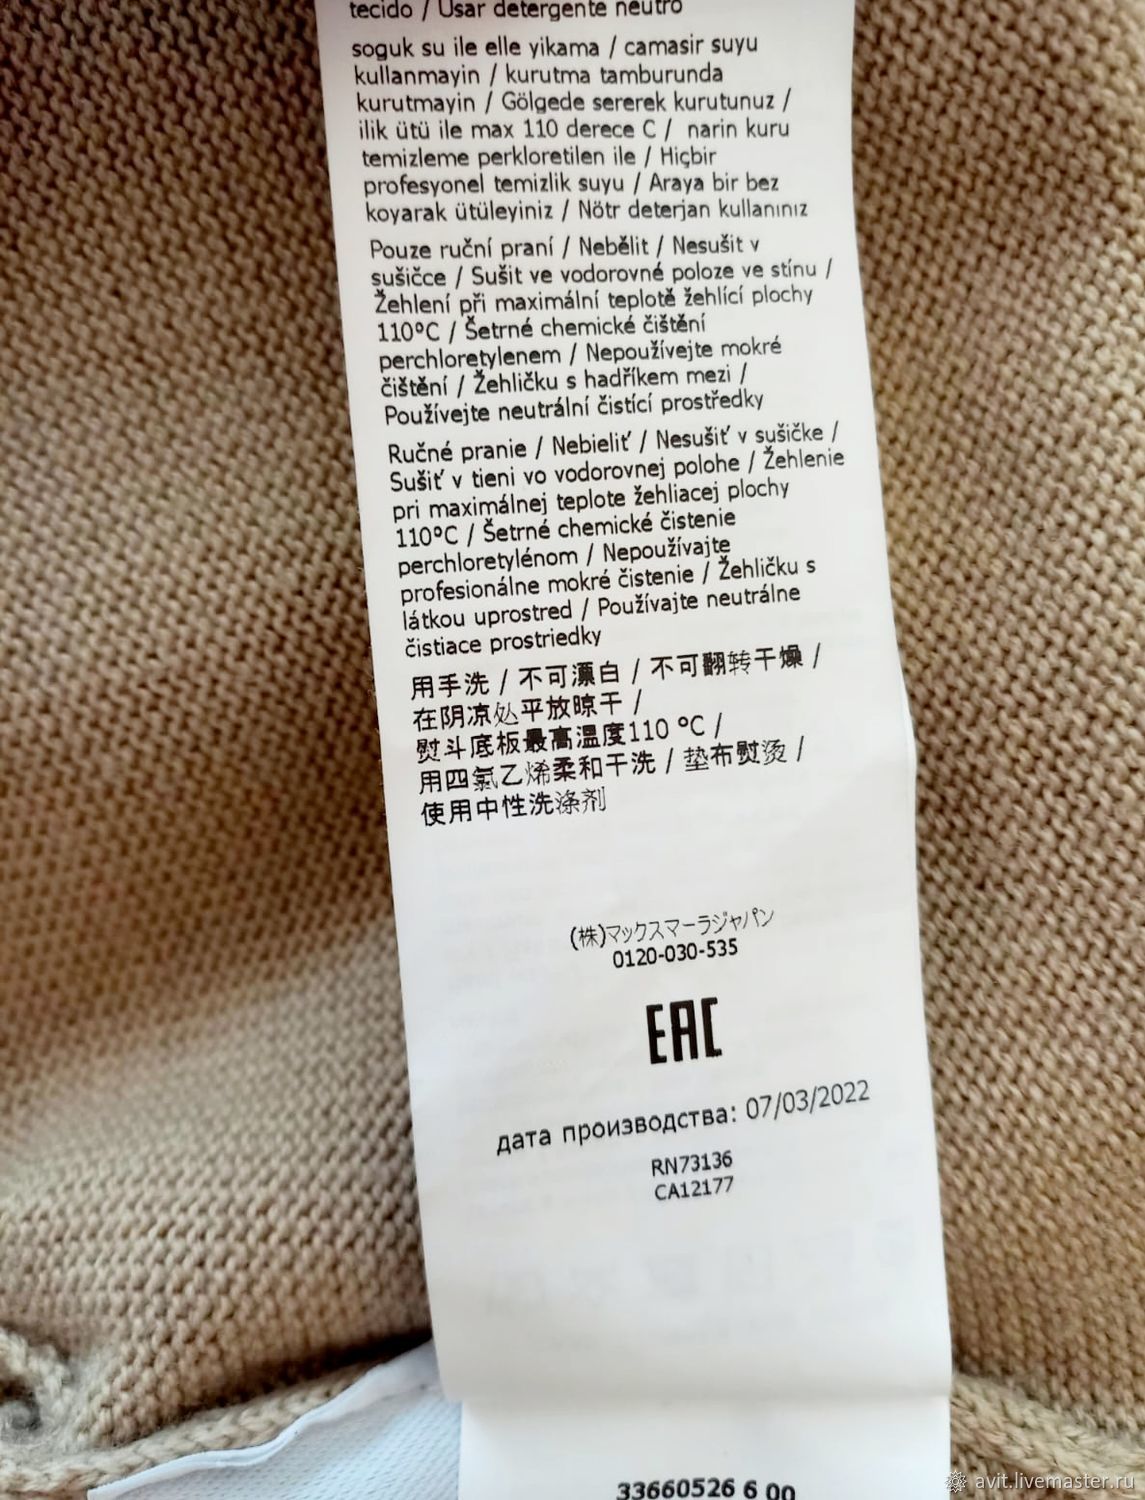 tecido / Usar detergente neutro
soguk su ile elle yikama / camasir suyu
kullanmayin / kurutma tamburunda
kurutmayin / Gölgede sererek kurutunuz /
ilik ütü ile max 110 derece C / narin kuru
temizleme perkloretilen ile / Hiçbir
profesyonel temizlik suyu / Araya bir bez
koyarak ütüleyiniz / Nötr deterjan kullanınız
Pouze ruční praní / Nebělit / Nesušit v
sušičce / Sušit ve vodorovné poloze ve stínu /
Žehlení při maximální teplotě žehlící plochy
110°C / Šetrné chemické čištění
perchloretylenem / Nepoužívejte mokré
čištění / Žehličku s hadříkem mezi /
Používejte neutrální čistící prostředky
Ručné pranie / Nebieliť / Nesušiť v sušičke /
Sušiť v tieni vo vodorovnej polohe / Žehlenie
pri maximálnej teplote žehliacej plochy
110°C / Šetrné chemické čistenie
perchloretylénom / Nepoužívajte
profesionálne mokré čistenie / Žehličku s
látkou uprostred / Používajte neutrálne
čistiace prostriedky
用手洗 / 不可漂白 / 不可翻转干燥 /
在阴凉处平放晾干 /
熨斗底板最高温度110 °C /
用四氯乙烯柔和干洗 / 垫布熨烫 /
使用中性洗涤剂
(株)マックスマーラジャパン
0120-030-535
EAC
дата производства: 07/03/2022
RN73136
CA12177
33660526 6 00
avit.livemaster.ru